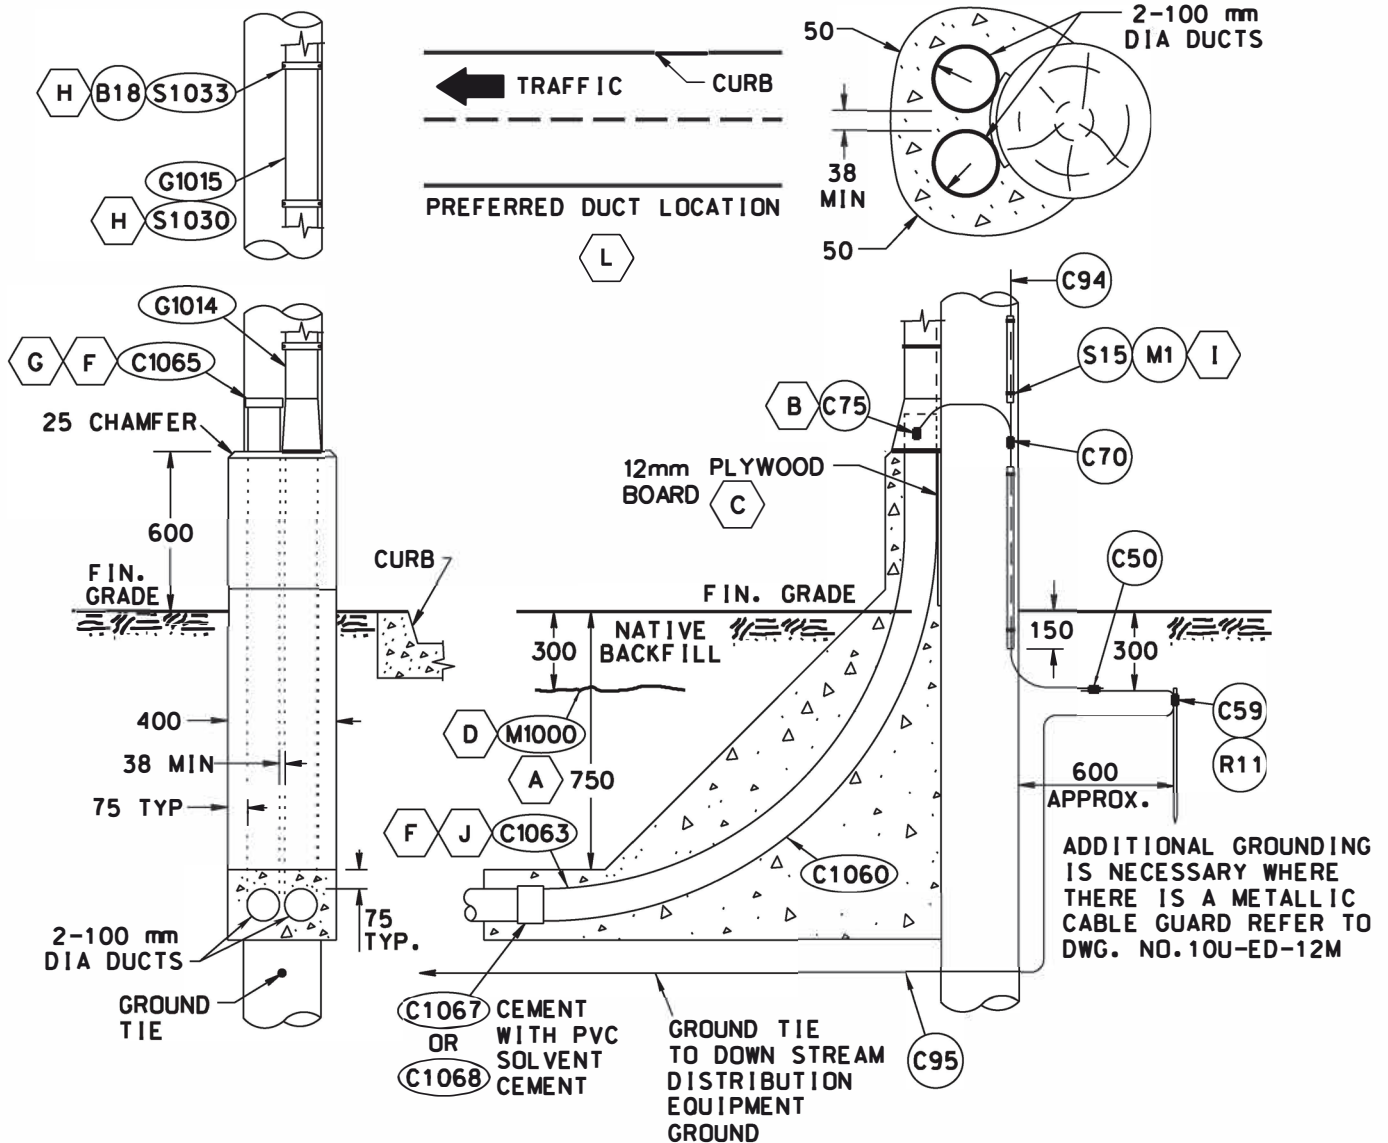 50
2-100 mm
DIA DUCTS
H B18 S1033
TRAFFIC
CURB
G1015
H S1030
38
MIN
PREFERRED DUCT LOCATION
L
50
C94
G1014
G F C1065
S15 M1 I
B C75
25 CHAMFER
C70
12mm PLYWOOD
BOARD
C
600
CURB
C50
FIN.
GRADE
FIN. GRADE
300
NATIVE
BACKFILL
150
300
400
D M1000
C59
R11
38 MIN
A 750
600
APPROX.
75 TYP
F J C1063
C1060
ADDITIONAL GROUNDING
IS NECESSARY WHERE
THERE IS A METALLIC
CABLE GUARD REFER TO
DWG. NO.10U-ED-12M
75
TYP.
2-100 mm
DIA DUCTS
GROUND
TIE
C1067
OR
C1068
CEMENT
WITH PVC
SOLVENT
CEMENT
GROUND TIE
TO DOWN STREAM
DISTRIBUTION
EQUIPMENT
GROUND
C95